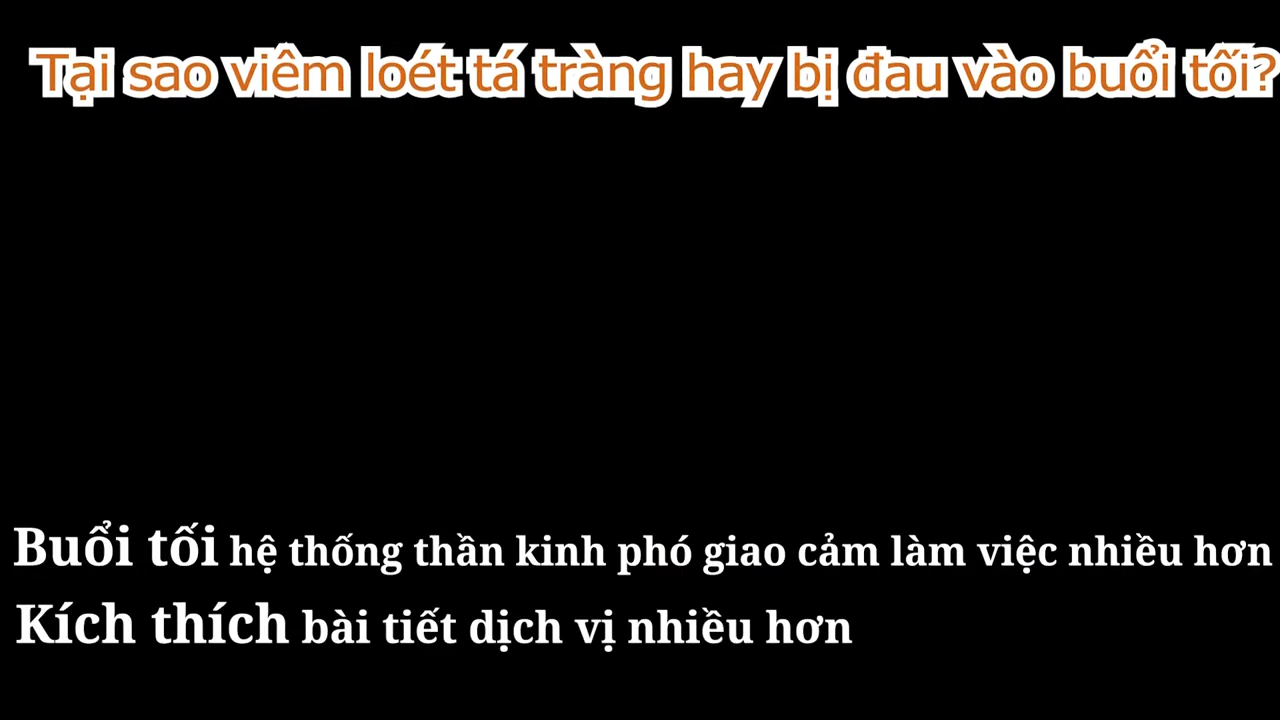 Tại sao viêm loét tá tràng hay bị đau vào buổi tối?
Buổi tối hệ thống thần kinh phó giao cảm làm việc nhiều hơn
Kích thích bài tiết dịch vị nhiều hơn